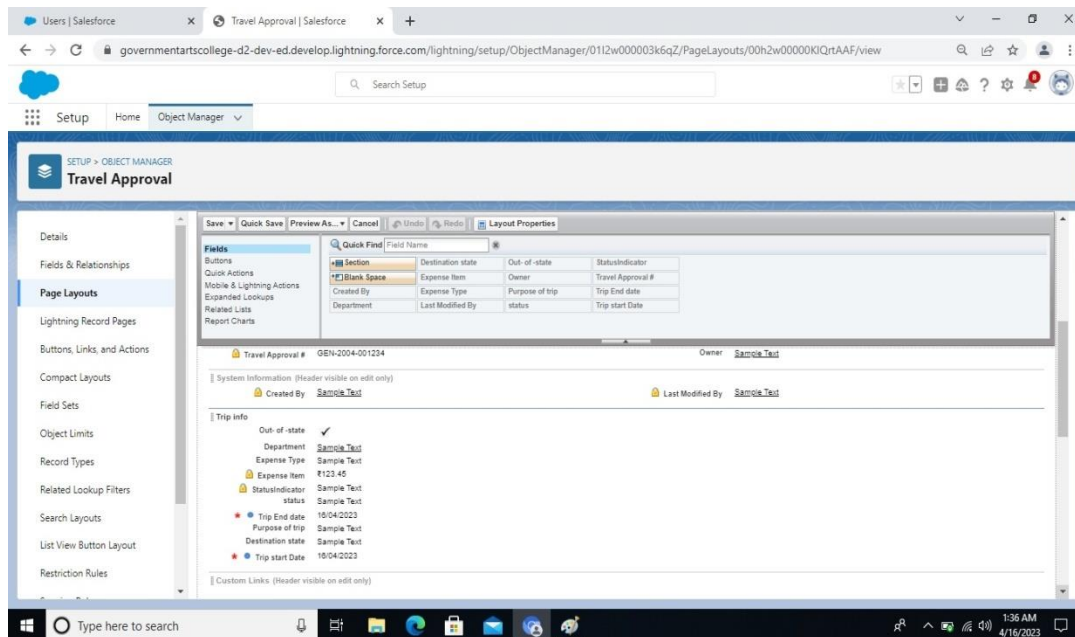 Users | Salesforce
Travel Approval | Salesforce
governmentartscollege-d2-dev-ed.develop.lightning.force.com/lightning/setup/ObjectManager/01I2w000003k6qZ/PageLayouts/00h2w00000KIQrtAAF/view
Search Setup
Setup Home Object Manager
SETUP > OBJECT MANAGER
Travel Approval
Details
Fields & Relationships
Page Layouts
Lightning Record Pages
Buttons, Links, and Actions
Compact Layouts
Field Sets
Object Limits
Record Types
Related Lookup Filters
Search Layouts
List View Button Layout
Restriction Rules
Save Quick Save Preview As... Cancel Undo Redo Layout Properties
Fields
Buttons
Quick Actions
Mobile & Lightning Actions
Expanded Lookups
Related Lists
Report Charts
Quick Find Field Name
Section Destination state Out- of -state StatusIndicator
Blank Space Expense Item Owner Travel Approval #
Created By Expense Type Purpose of trip Trip End date
Department Last Modified By status Trip start Date
Travel Approval # GEN-2004-001234 Owner Sample Text
System Information (Header visible on edit only)
Created By Sample Text Last Modified By Sample Text
Trip info
Out- of -state
Department Sample Text
Expense Type Sample Text
Expense Item ₹123.45
StatusIndicator Sample Text
status Sample Text
Trip End date 16/04/2023
Purpose of trip Sample Text
Destination state Sample Text
Trip start Date 16/04/2023
Custom Links (Header visible on edit only)
Type here to search
1:36 AM
4/16/2023